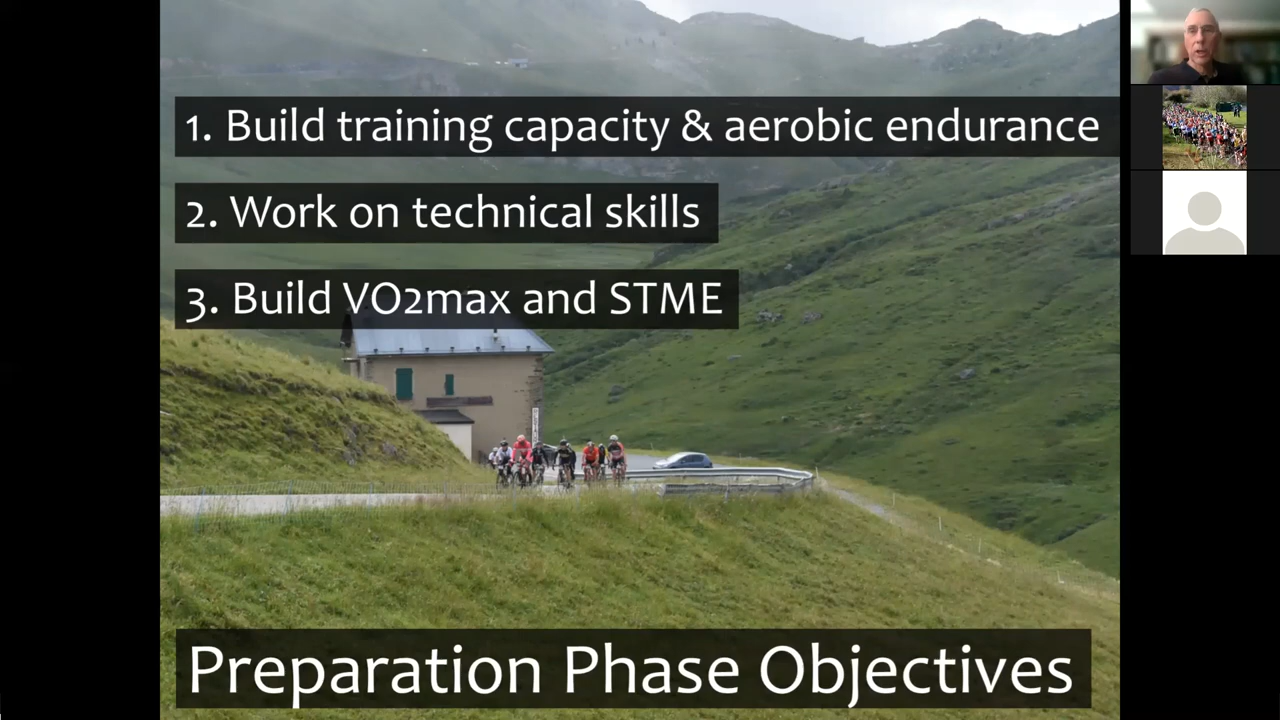 1. Build training capacity & aerobic endurance
2. Work on technical skills
3. Build VO2max and STME
Preparation Phase Objectives